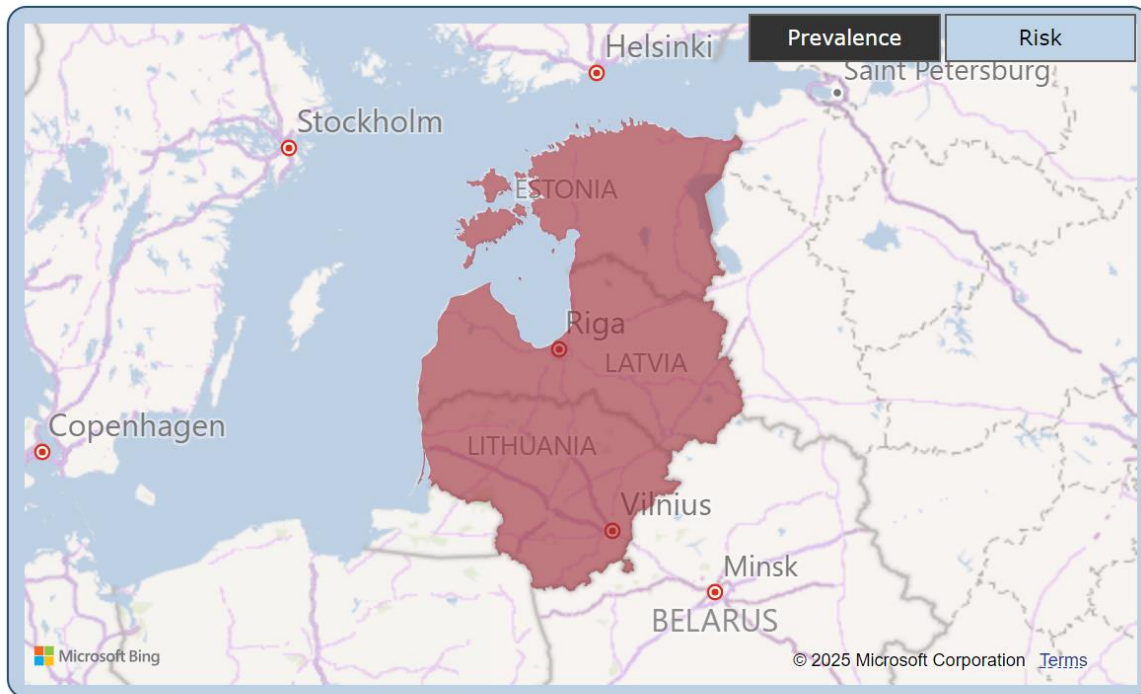 Prevalence
Risk
Helsinki
Saint Petersburg
Stockholm
ESTONIA
Riga
LATVIA
Copenhagen
LITHUANIA
Vilnius
Minsk
BELARUS
Microsoft Bing
© 2025 Microsoft Corporation Terms